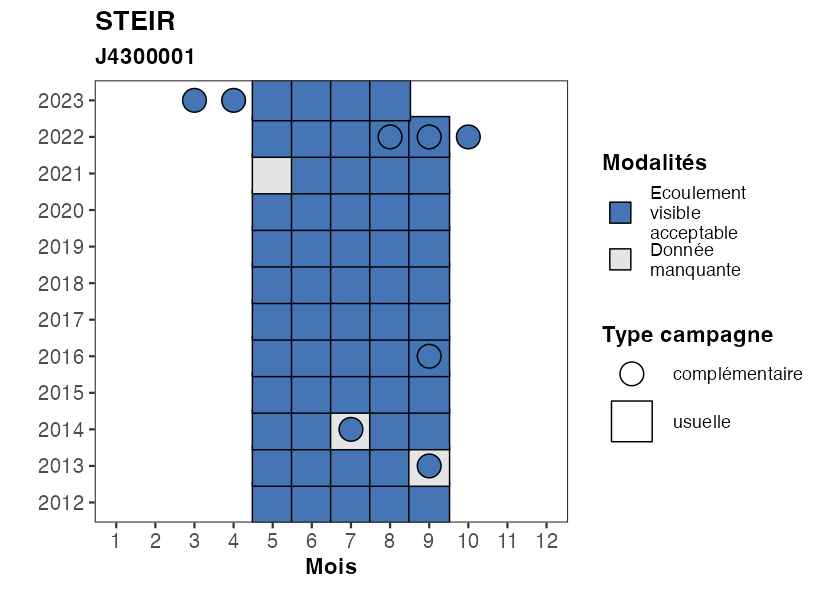 STEIR
J4300001
2023
2022
2021
2020
2019
2018
2017
2016
2015
2014
2013
2012
1 2 3 4 5 6 7 8 9 10 11 12
Mois
Modalités
Ecoulement
visible
acceptable
Donnée
manquante
Type campagne
complémentaire
usuelle